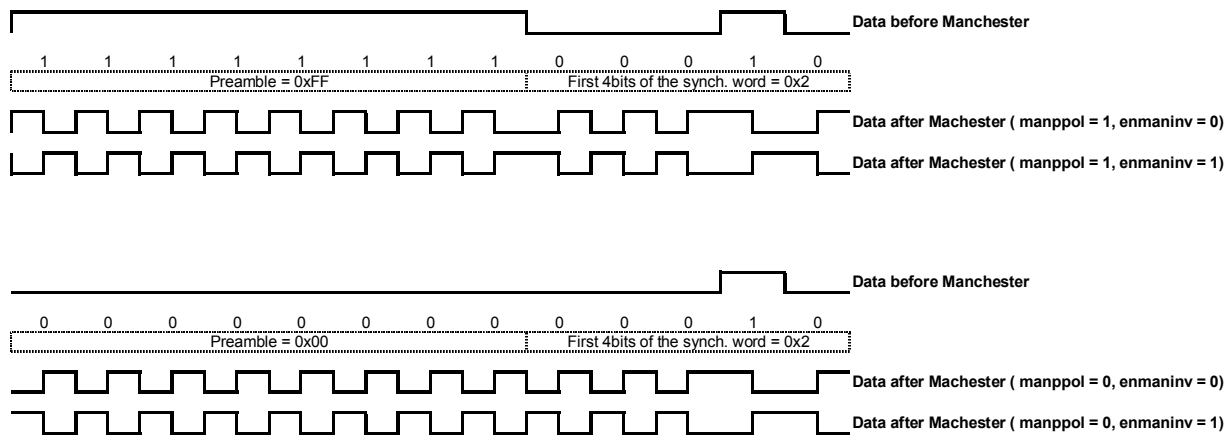 Data before Manchester
1 1 1 1 1 1 1 1 0 0 0 1 0
Preamble = 0xFF First 4bits of the synch. word = 0x2
Data after Machester ( manppol = 1, enmaninv = 0)
Data after Machester ( manppol = 1, enmaninv = 1)
Data before Manchester
0 0 0 0 0 0 0 0 0 0 0 1 0
Preamble = 0x00 First 4bits of the synch. word = 0x2
Data after Machester ( manppol = 0, enmaninv = 0)
Data after Machester ( manppol = 0, enmaninv = 1)